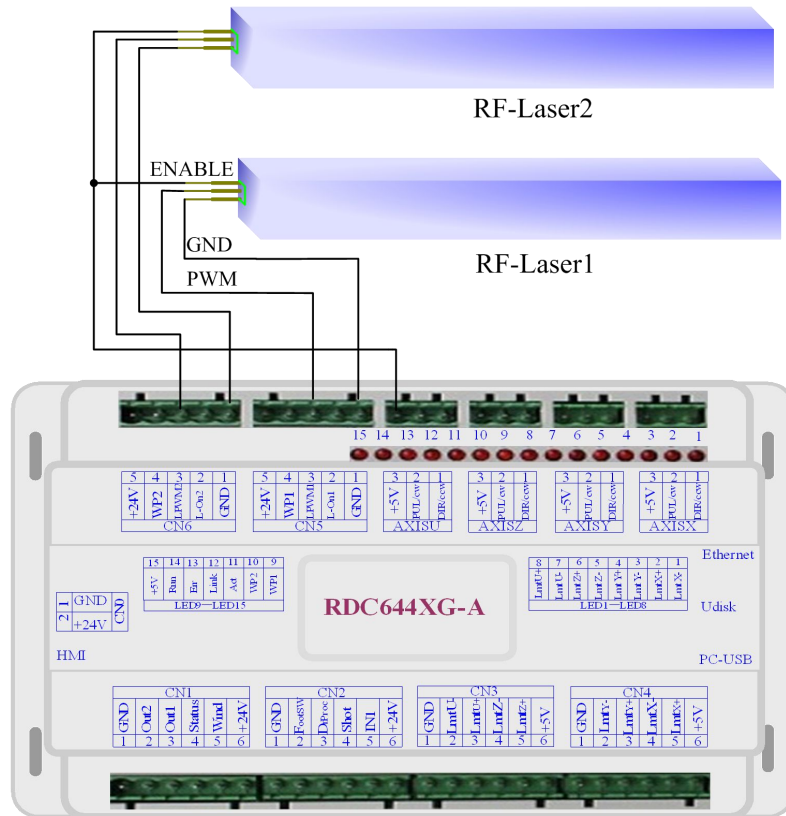 RF-Laser2
ENABLE
GND
RF-Laser1
PWM
15 14 13 12 11 10 9 8 7 6 5 4 3 2 1
5 4 3 2 1
+24V WP2 LPWM2 L-On2 GND
CN6
5 4 3 2 1
+24V WP1 LPWM1 L-On1 GND
CN5
3 2 1
+5V PUL/cw DIR/ccw
AXISU
3 2 1
+5V PUL/cw DIR/ccw
AXISZ
3 2 1
+5V PUL/cw DIR/ccw
AXISY
3 2 1
+5V PUL/cw DIR/ccw
AXISX
Ethernet
15 14 13 12 11 10 9
+5V Run Err Link Act WP2 WP1
LED9—LED15
8 7 6 5 4 3 2 1
LmtU+ LmtU- LmtZ+ LmtZ- LmtY+ LmtY- LmtX+ LmtX-
LED1—LED8
1 GND
2 +24V
CN0
RDC644XG-A
Udisk
HMI
PC-USB
CN1
GND Out2 Out1 Status Wind +24V
1 2 3 4 5 6
CN2
GND FootSW DrProc Shot IN1 +24V
1 2 3 4 5 6
CN3
GND LmtU- LmtU+ LmtZ- LmtZ+ +5V
1 2 3 4 5 6
CN4
GND LmtY- LmtY+ LmtX- LmtX+ +5V
1 2 3 4 5 6